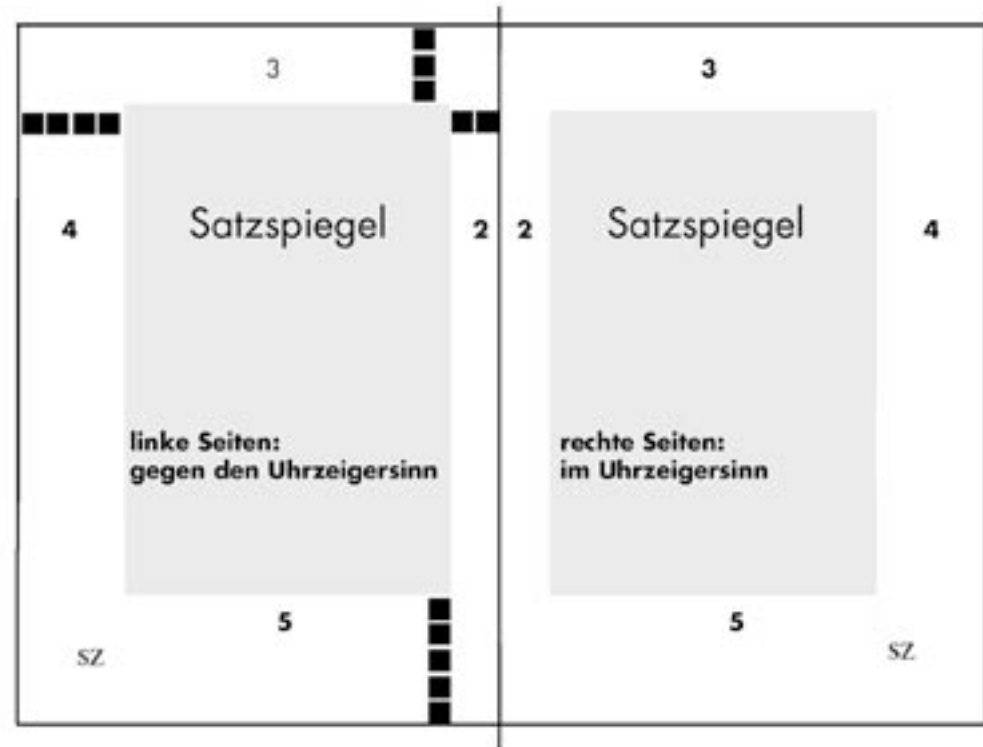 3
4
Satzspiegel
2
linke Seiten:
gegen den Uhrzeigersinn
5
SZ
3
2
Satzspiegel
4
rechte Seiten:
im Uhrzeigersinn
5
SZ